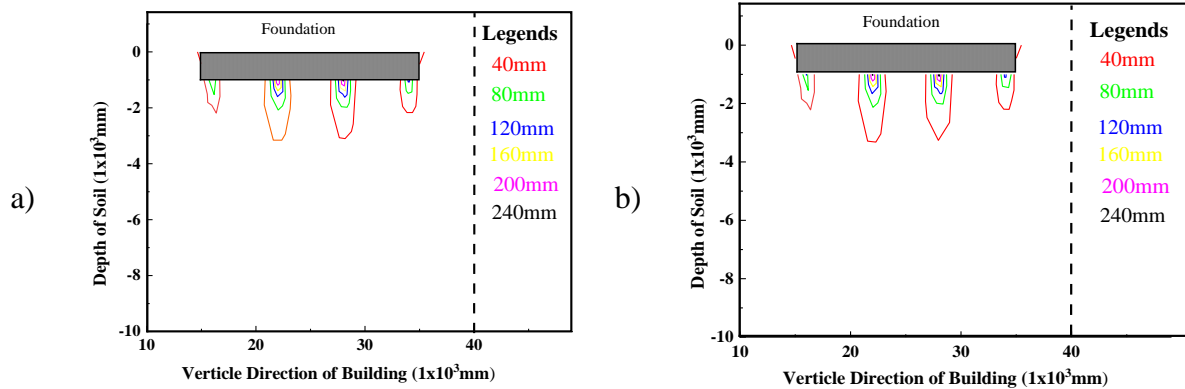 a)
Foundation
Legends
40mm
80mm
120mm
160mm
200mm
240mm
0
-2
-4
-6
-8
-10
10 20 30 40
Depth of Soil (1x10³mm)
Verticle Direction of Building (1x10³mm)
b)
Foundation
Legends
40mm
80mm
120mm
160mm
200mm
240mm
0
-2
-4
-6
-8
-10
10 20 30 40
Depth of Soil (1x10³mm)
Verticle Direction of Building (1x10³mm)